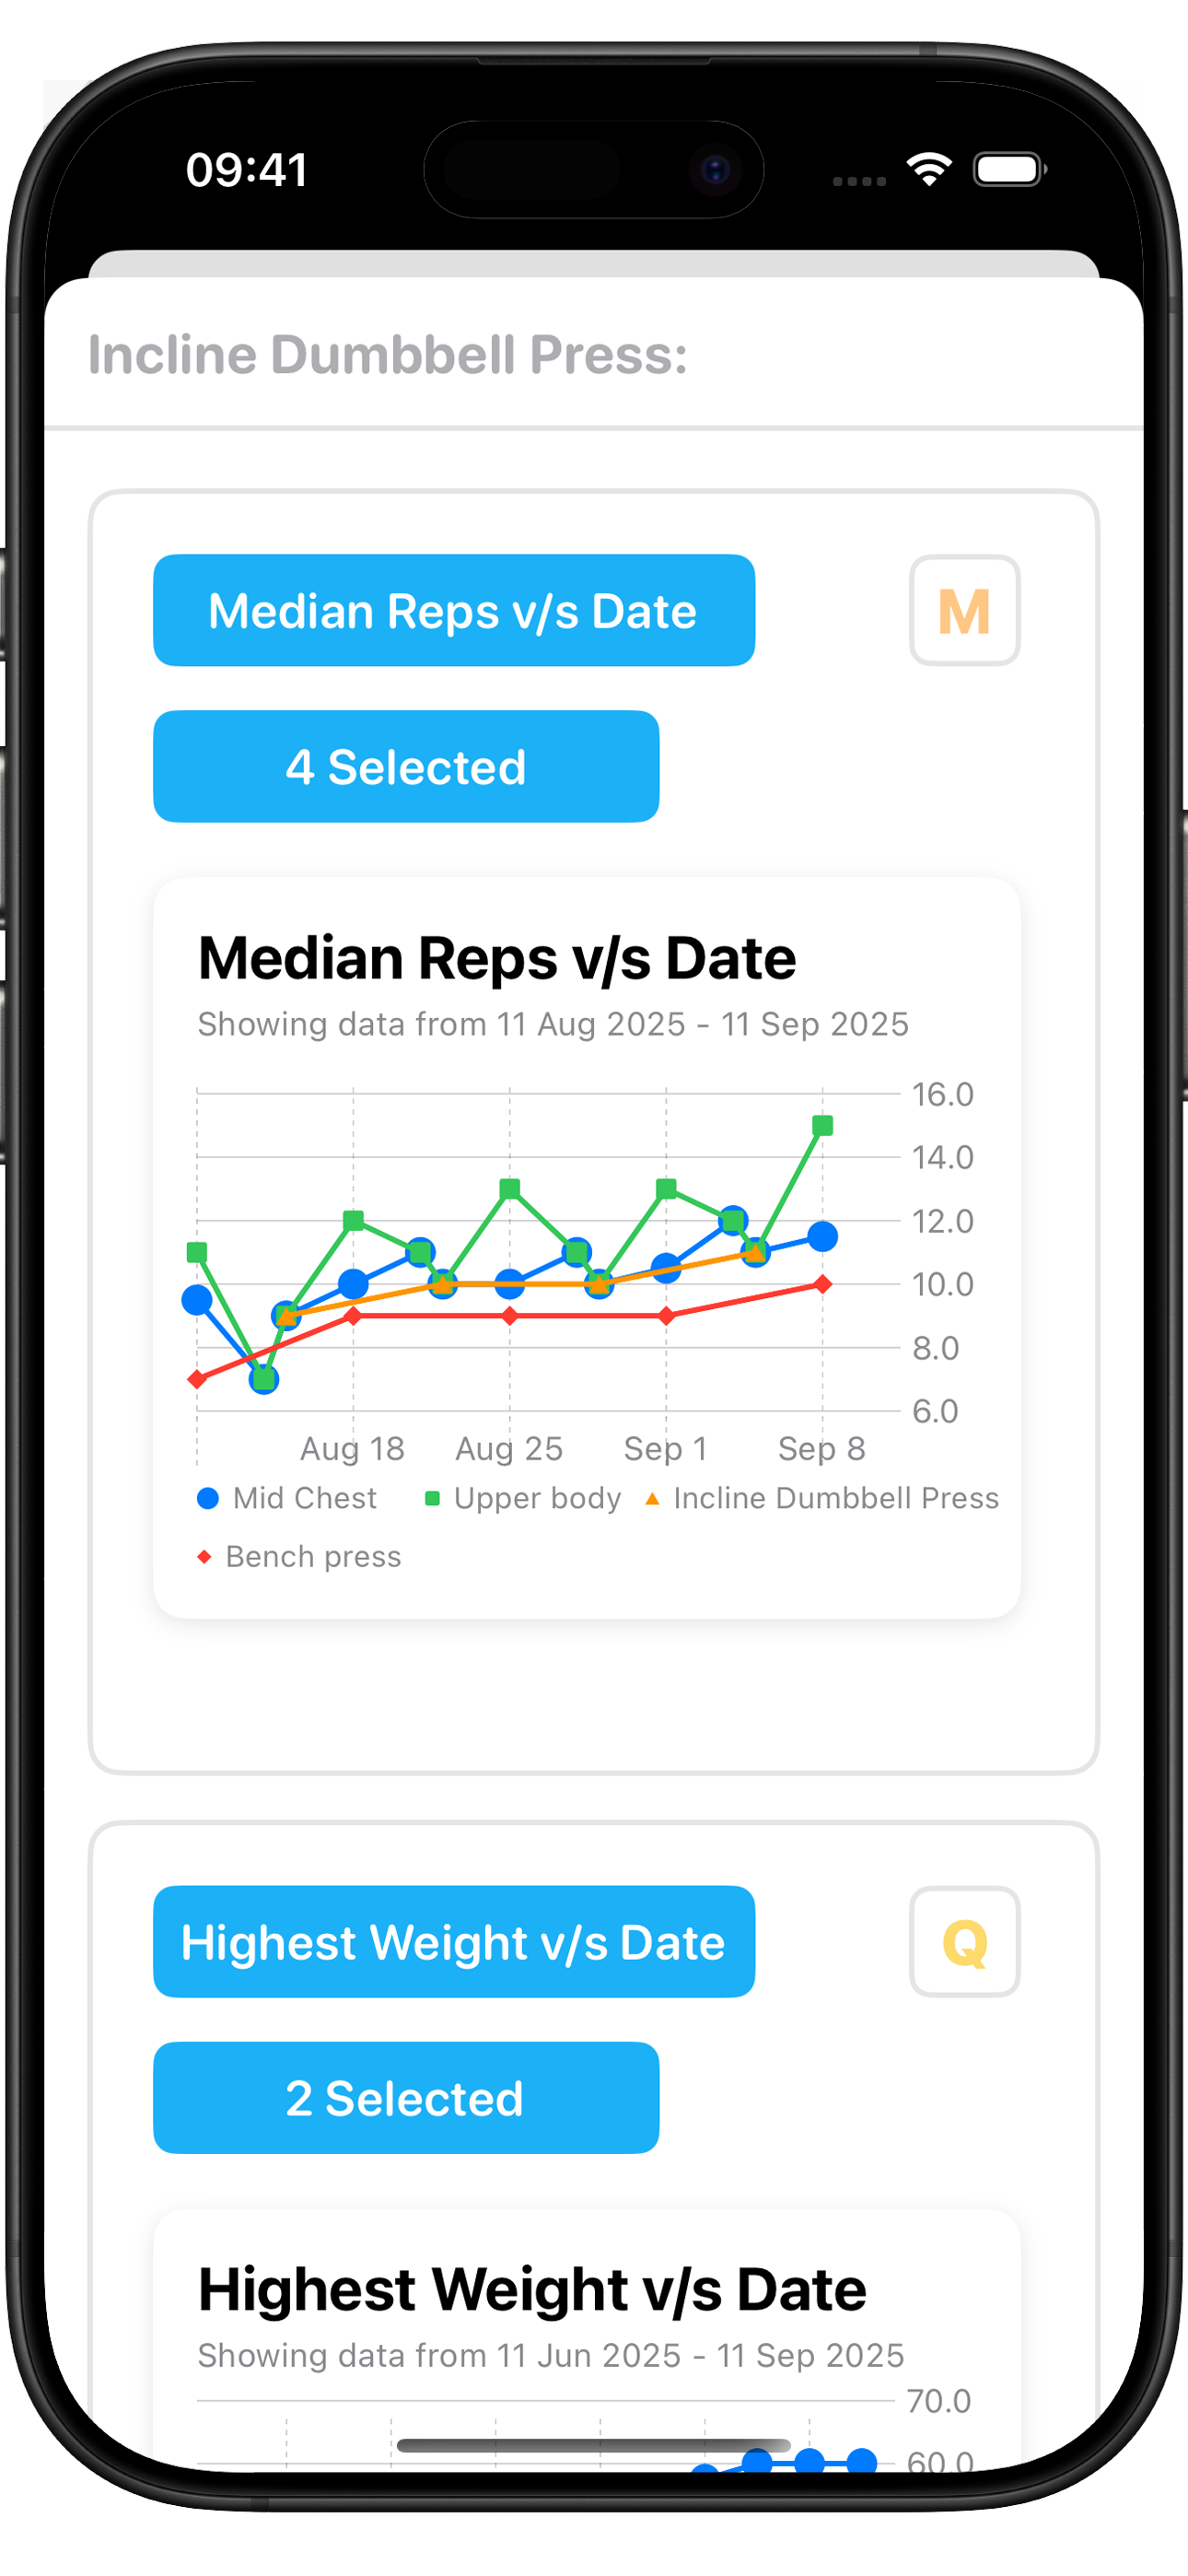 09:41
Incline Dumbbell Press:
Median Reps v/s Date
M
4 Selected
Median Reps v/s Date
Showing data from 11 Aug 2025 - 11 Sep 2025
16.0
14.0
12.0
10.0
8.0
6.0
Aug 18 Aug 25 Sep 1 Sep 8
Mid Chest Upper body Incline Dumbbell Press
Bench press
Highest Weight v/s Date
Q
2 Selected
Highest Weight v/s Date
Showing data from 11 Jun 2025 - 11 Sep 2025
70.0
60.0